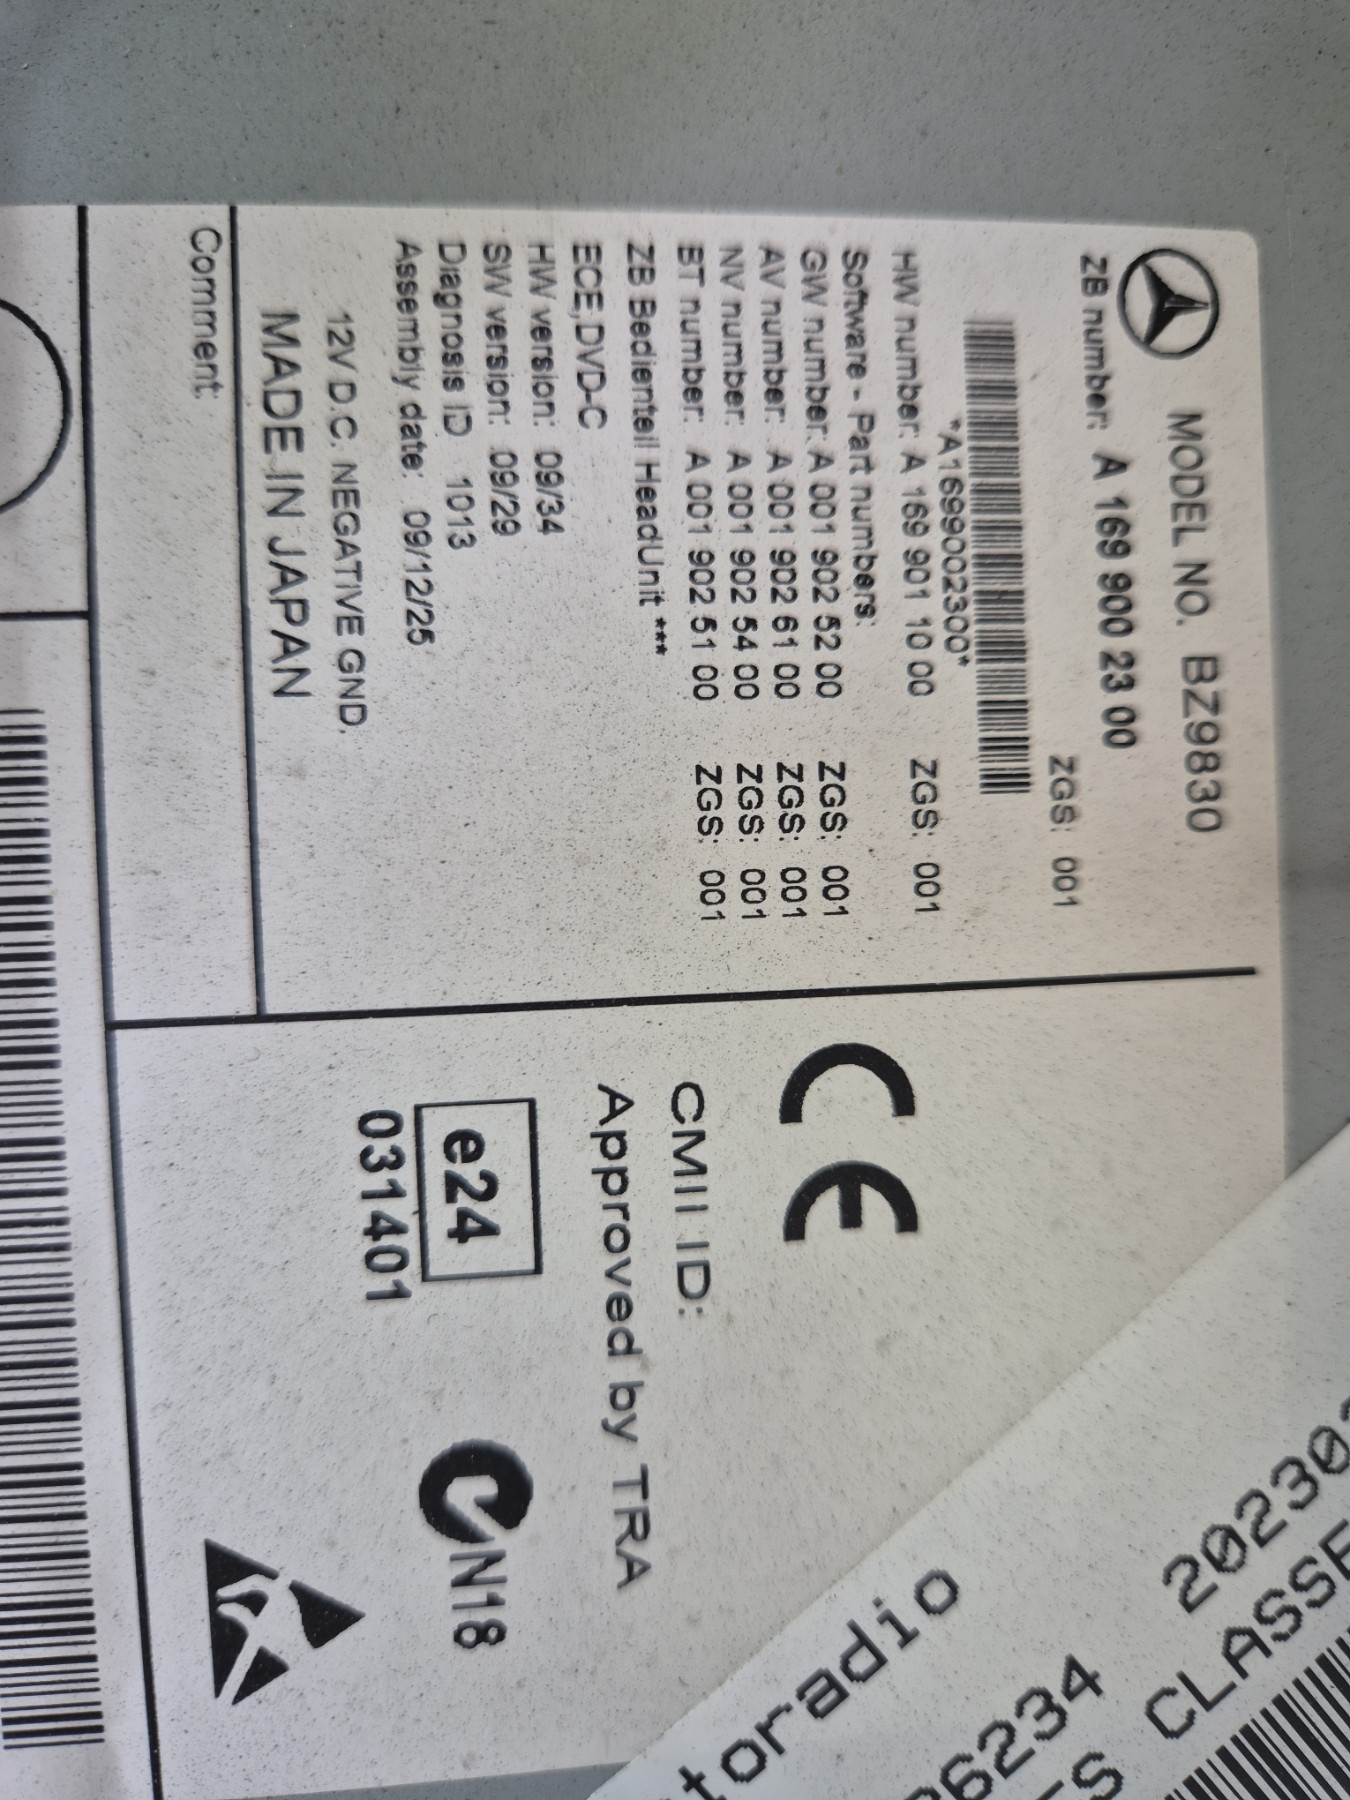 MODEL NO. BZ9830
ZB number: A 169 900 23 00
ZGS: 001
*A1699002300*
HW number: A 169 901 10 00 ZGS: 001
Software - Part numbers:
GW number: A 001 902 52 00 ZGS: 001
AV number: A 001 902 61 00 ZGS: 001
NV number: A 001 902 54 00 ZGS: 001
BT number: A 001 902 51 00 ZGS: 001
ZB Bedienteil HeadUnit ***
ECE,DVD-C
HW version: 09/34
SW version: 09/29
Diagnosis ID 1013
Assembly date: 09/12/25
12V D.C. NEGATIVE GND.
MADE IN JAPAN
Comment:
CE
CMII ID:
Approved by TRA
e24
031401
N18
toradio
6234
20230
S CLASSE